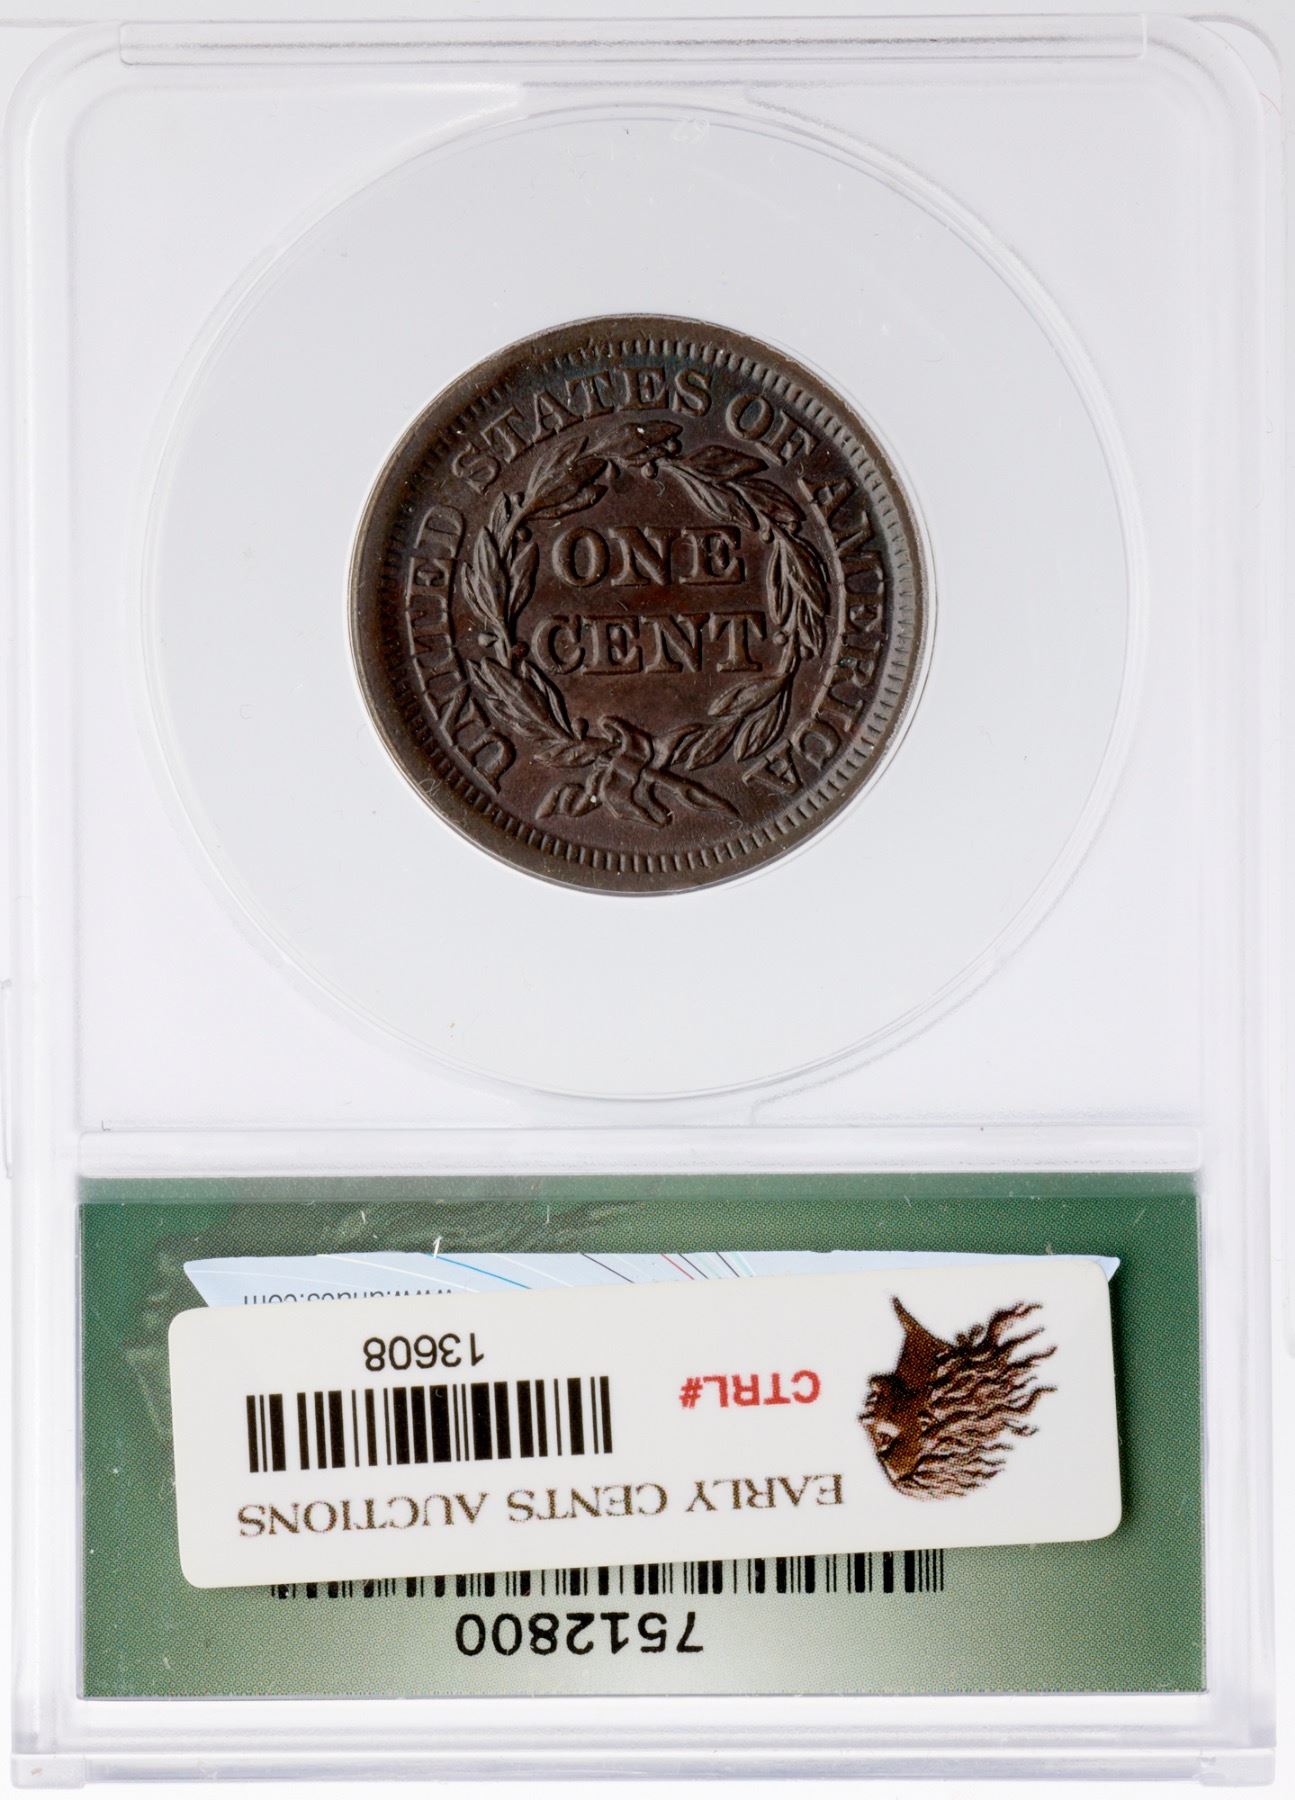 UNITED STATES OF AMERICA
ONE
CENT
EARLY CENTS AUCTIONS
CTRL#
13608
7512800